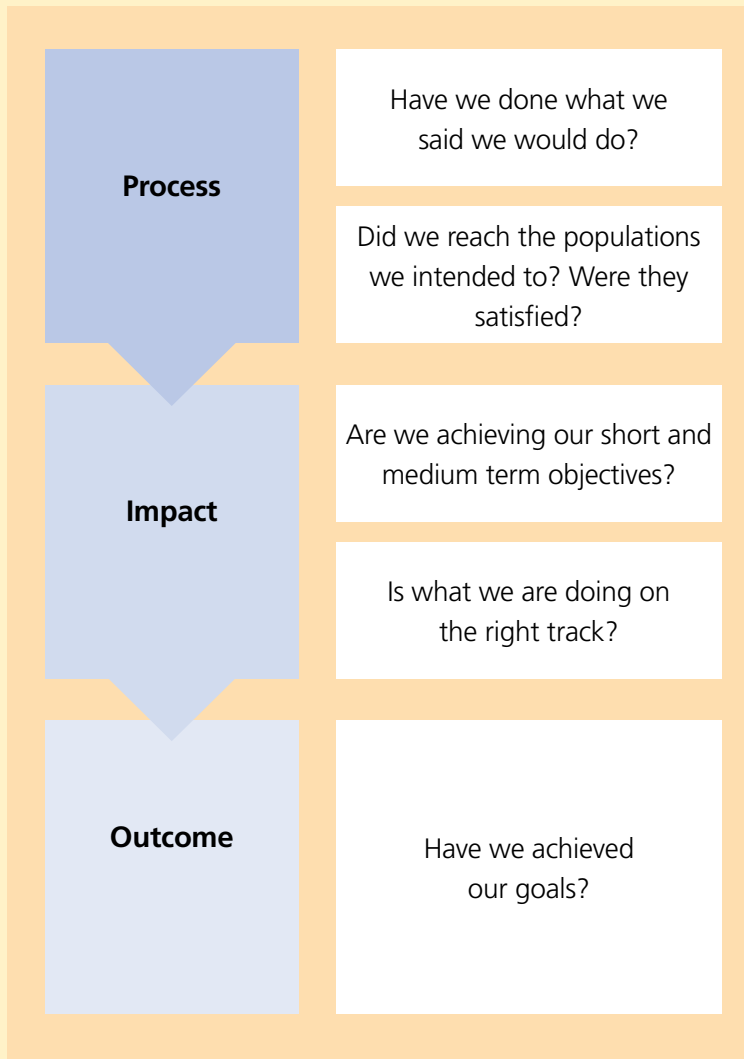 Process
Have we done what we
said we would do?
Did we reach the populations
we intended to? Were they
satisfied?
Impact
Are we achieving our short and
medium term objectives?
Is what we are doing on
the right track?
Outcome
Have we achieved
our goals?